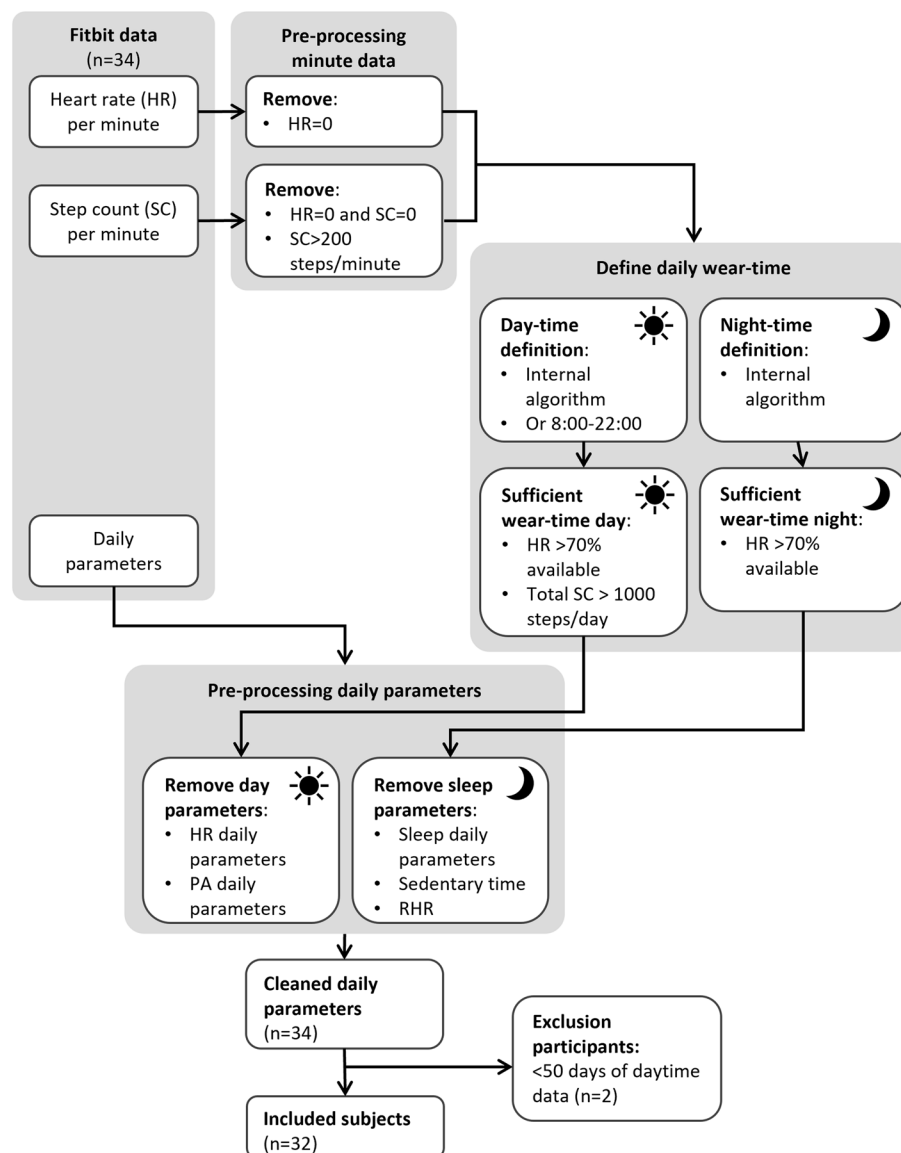 Fitbit data
(n=34)
Heart rate (HR)
per minute
Step count (SC)
per minute
Daily
parameters
Pre-processing
minute data
Remove:
• HR=0
Remove:
• HR=0 and SC=0
• SC>200
steps/minute
Define daily wear-time
Day-time
definition:
• Internal
algorithm
• Or 8:00-22:00
Night-time
definition:
• Internal
algorithm
Sufficient
wear-time day:
• HR >70%
available
• Total SC > 1000
steps/day
Sufficient
wear-time night:
• HR >70%
available
Pre-processing daily parameters
Remove day
parameters:
• HR daily
parameters
• PA daily
parameters
Remove sleep
parameters:
• Sleep daily
parameters
• Sedentary time
• RHR
Cleaned daily
parameters
(n=34)
Exclusion
participants:
<50 days of daytime
data (n=2)
Included subjects
(n=32)